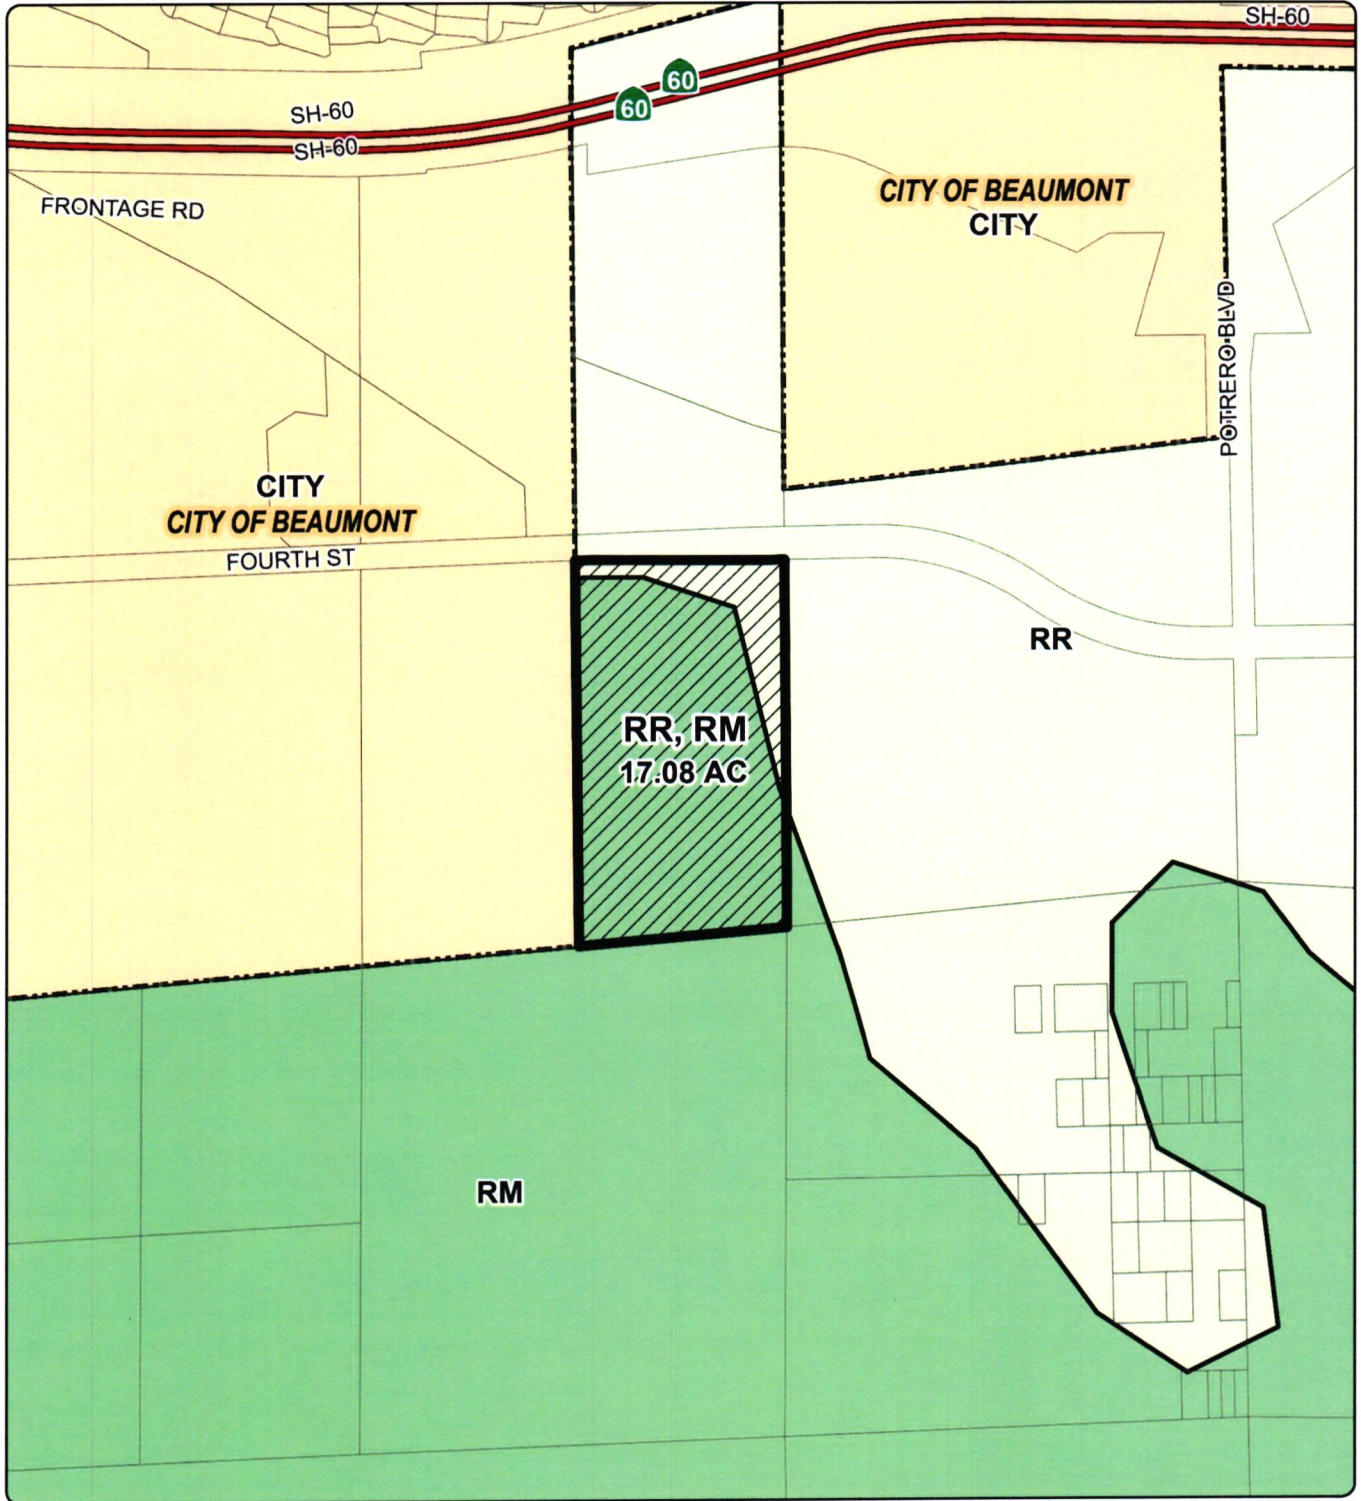 SH-60
60
60
SH-60
SH-60
FRONTAGE RD
CITY OF BEAUMONT
CITY
POTRERO BLVD
CITY
CITY OF BEAUMONT
FOURTH ST
RR
RR, RM
17.08 AC
RM